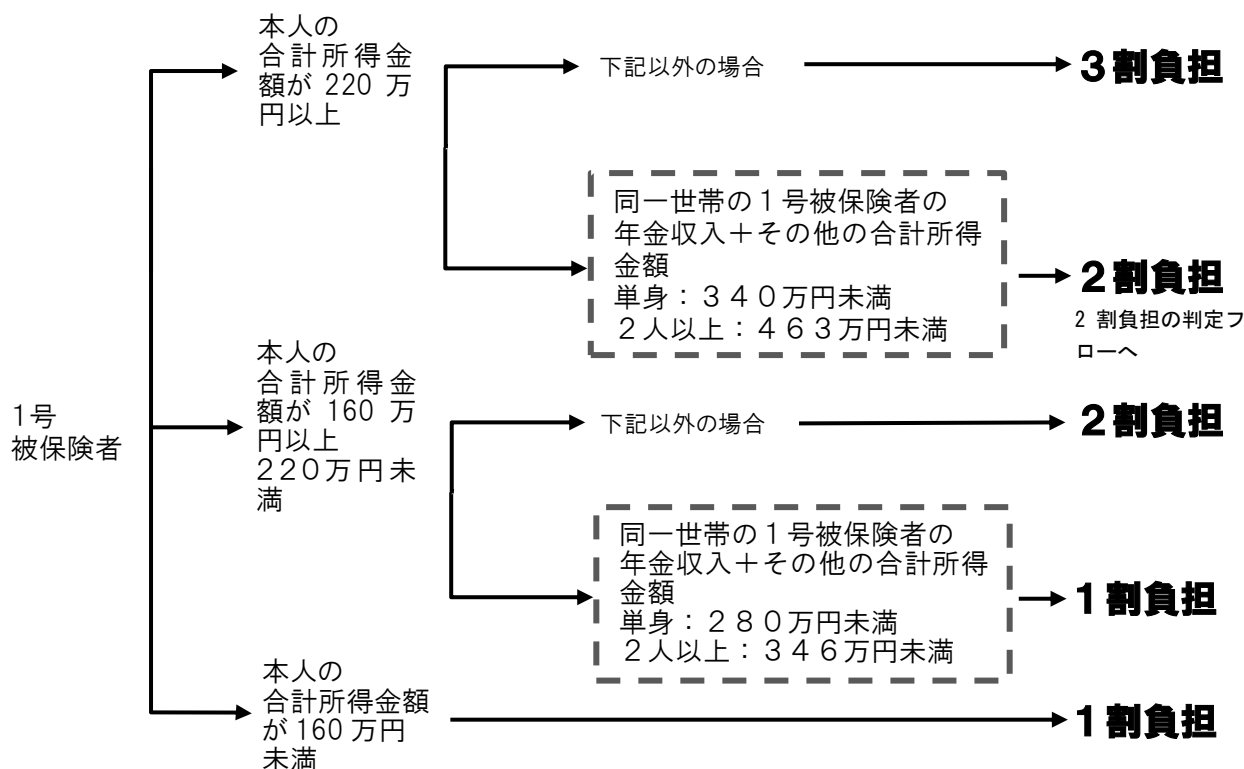 1号
被保険者
本人の
合計所得金
額が 220 万
円以上
下記以外の場合
3割負担
同一世帯の１号被保険者の
年金収入＋その他の合計所得
金額
単身：３４０万円未満
２人以上：４６３万円未満
2割負担
2 割負担の判定フ
ローへ
本人の
合計所得金
額が 160 万
円以上
220万円未
満
下記以外の場合
2割負担
同一世帯の１号被保険者の
年金収入＋その他の合計所得
金額
単身：２８０万円未満
２人以上：３４６万円未満
1割負担
本人の
合計所得金額
が 160 万円
未満
1割負担